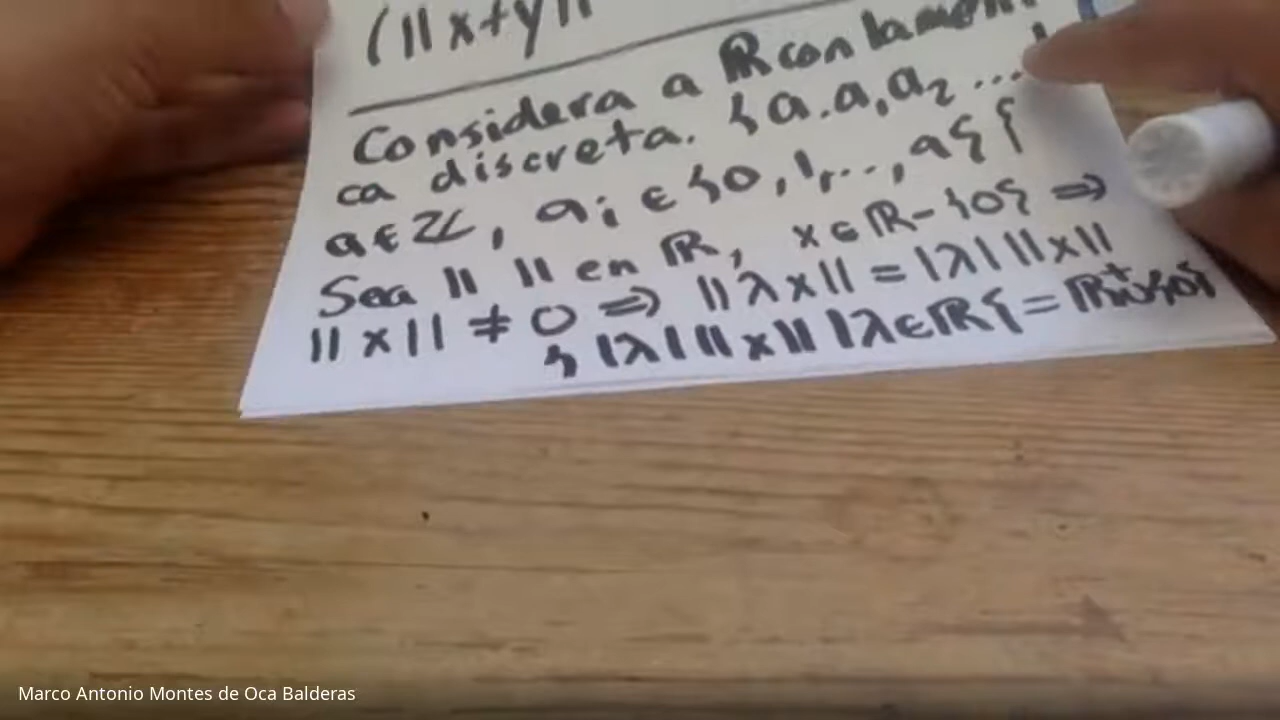 (||x+y||
Considera a ℝ con la métri
ca discreta. {a.a₁a₂...|
a∈ℤ, aᵢ∈{0,1,...,9}}
Sea || || en ℝ, x∈ℝ-{0} ⇒
||x|| ≠ 0 ⇒ ||λx|| = |λ| ||x||
{|λ| ||x|| |λ∈ℝ} = ℝ⁺∪{0}
Marco Antonio Montes de Oca Balderas